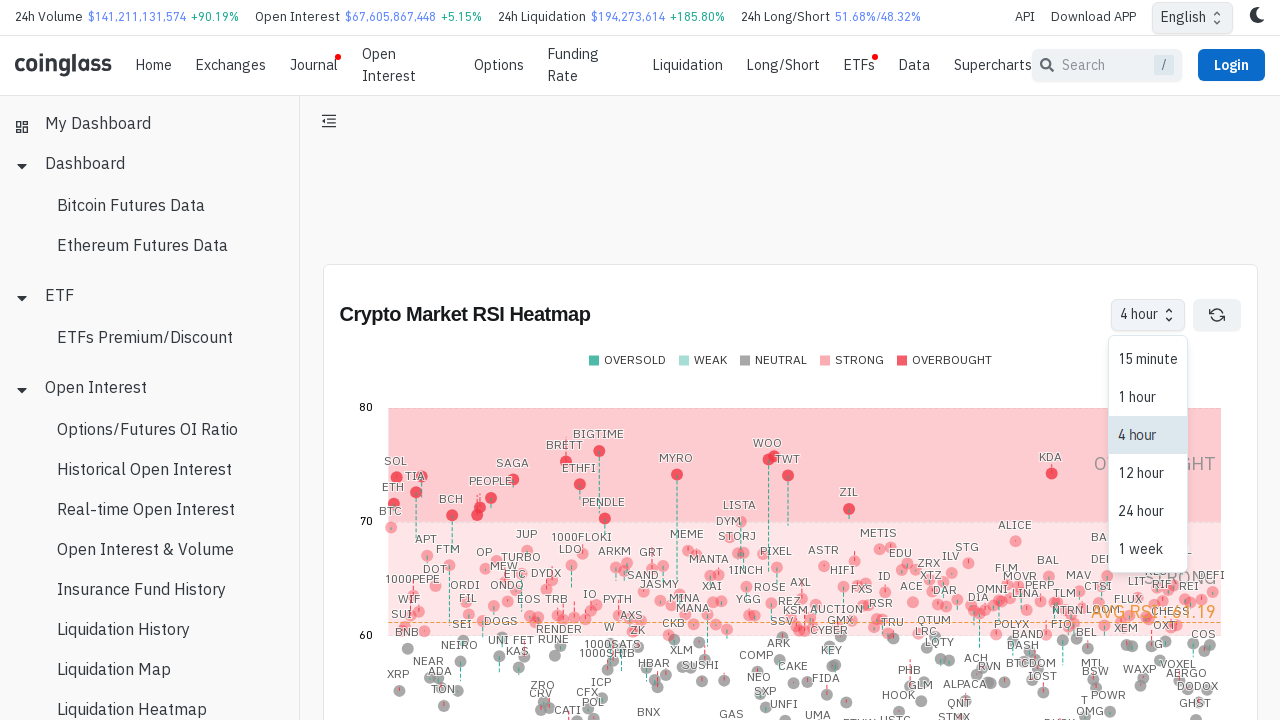 24h Volume $141,211,131,574 +90.19% Open Interest $67,605,867,448 +5.15% 24h Liquidation $194,273,614 +185.80% 24h Long/Short 51.68%/48.32% API Download APP English
coinglass Home Exchanges Journal Open Interest Options Funding Rate Liquidation Long/Short ETFs Data Supercharts Search / Login
My Dashboard
Dashboard
Bitcoin Futures Data
Ethereum Futures Data
ETF
ETFs Premium/Discount
Open Interest
Options/Futures OI Ratio
Historical Open Interest
Real-time Open Interest
Open Interest & Volume
Insurance Fund History
Liquidation History
Liquidation Map
Liquidation Heatmap
Crypto Market RSI Heatmap
4 hour
15 minute
1 hour
4 hour
12 hour
24 hour
1 week
OVERSOLD WEAK NEUTRAL STRONG OVERBOUGHT
80
70
60
BIGTIME
BRETT WOO
SOL SAGA ETHFI MYRO TWT KDA
TIA
ETH PEOPLE
BCH PENDLE ZIL
BTC LISTA
DYM
ALICE
APT JUP 1000FLOKI MEME STORJ METIS
FTM OP LDO ARKM GRT PIXEL ASTR EDU STG
TURBO MANTA ILV BAL
DOT MEW ZRX FLM
1000PEPE ETC DYDX SAND 1INCH HIFI ID XTZ MOVR MAV DEFI
ORDI ONDO JASMY XAI ROSE AXL FXS ACE OMNI PERP CTSI
WIF FIL EOS TRB IO PYTH MINA YGG REZ RSR DAR DIA LINA TLM FLUX
SUI DOGS AXS MANA KSM AUCTION NTRN CHESS
SEI RENDER W ZK CKB SSV GMX TRU QTUM POLYX FIO XEM OXT
BNB CYBER LRC BAND BEL COS
NEIRO UNI FET RUNE 1000SATS ARK KEY LQTY DASH
KAS 1000SHIB XLM COMP ACH BTCDOM
NEAR HBAR SUSHI CAKE RVN MTL VOXEL
XRP ADA NEO FIDA PHB IOST BSW WAXP AERGO
TON ZRO ICP SXP GLM ALPACA DODOX
CRV CFX HOOK T POWR
POL UNFI QNT GHST
CATI BNX GAS UMA STMX OMG